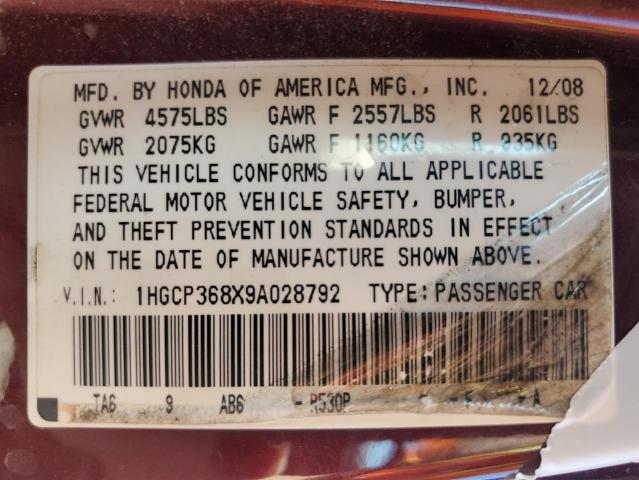 MFD. BY HONDA OF AMERICA MFG., INC. 12/08
GVWR 4575LBS GAWR F 2557LBS R 2061LBS
GVWR 2075KG GAWR F 1160KG R 935KG
THIS VEHICLE CONFORMS TO ALL APPLICABLE
FEDERAL MOTOR VEHICLE SAFETY, BUMPER,
AND THEFT PREVENTION STANDARDS IN EFFECT
ON THE DATE OF MANUFACTURE SHOWN ABOVE.
V.I.N.: 1HGCP368X9A028792 TYPE: PASSENGER CAR
TA6 9 AB6 - R530P - - A